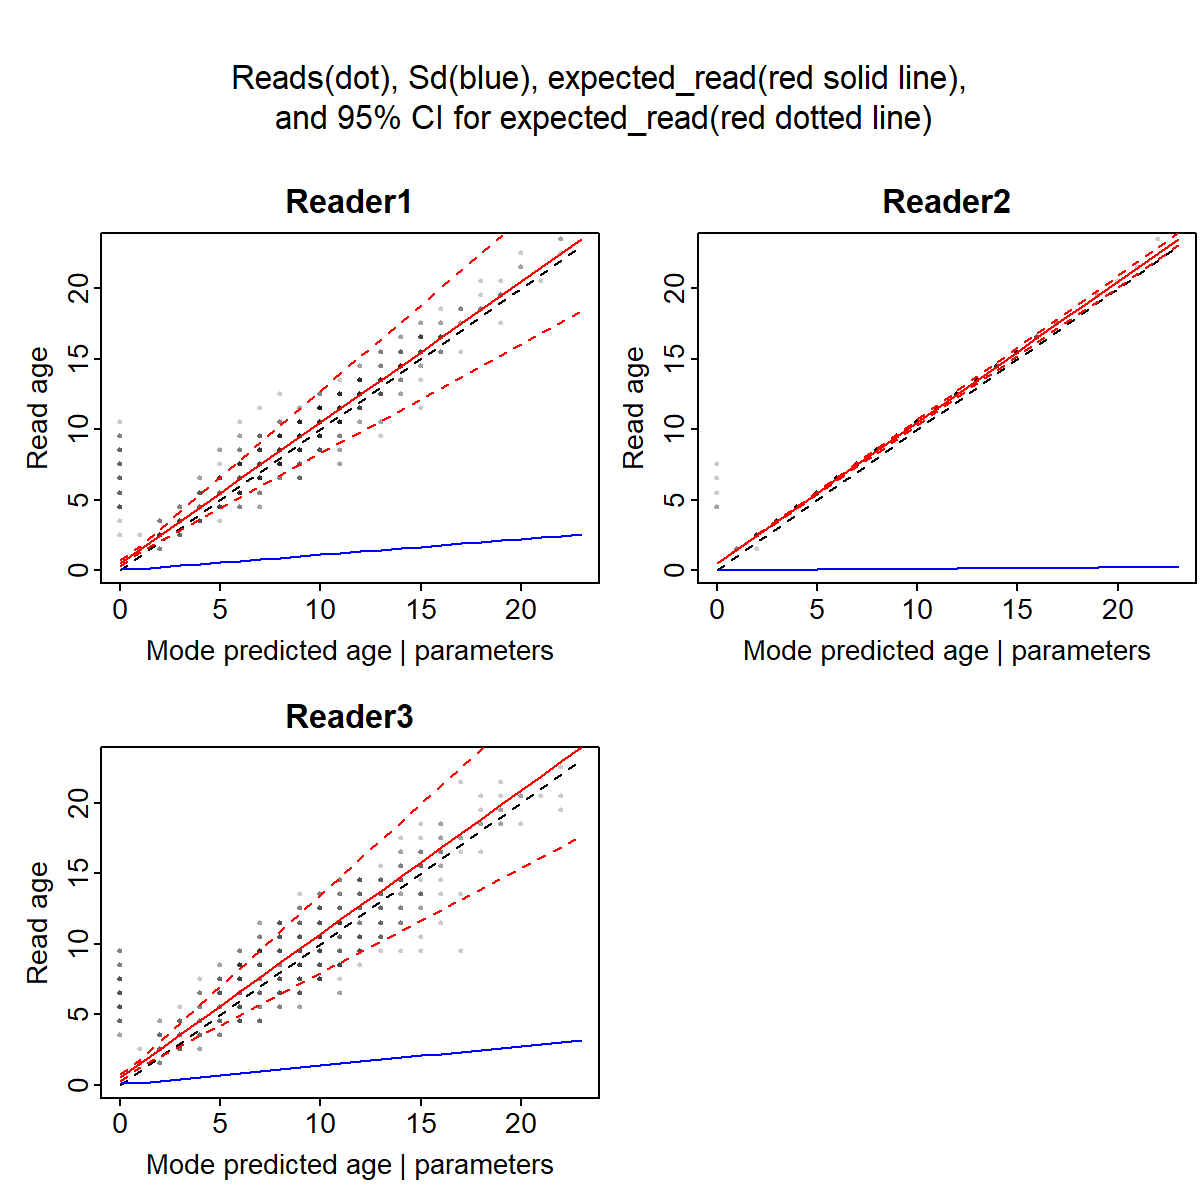 Reads(dot), Sd(blue), expected_read(red solid line),
and 95% CI for expected_read(red dotted line)
Reader1
Read age
20
15
10
5
0
0 5 10 15 20
Mode predicted age | parameters
Reader2
Read age
20
15
10
5
0
0 5 10 15 20
Mode predicted age | parameters
Reader3
Read age
20
15
10
5
0
0 5 10 15 20
Mode predicted age | parameters